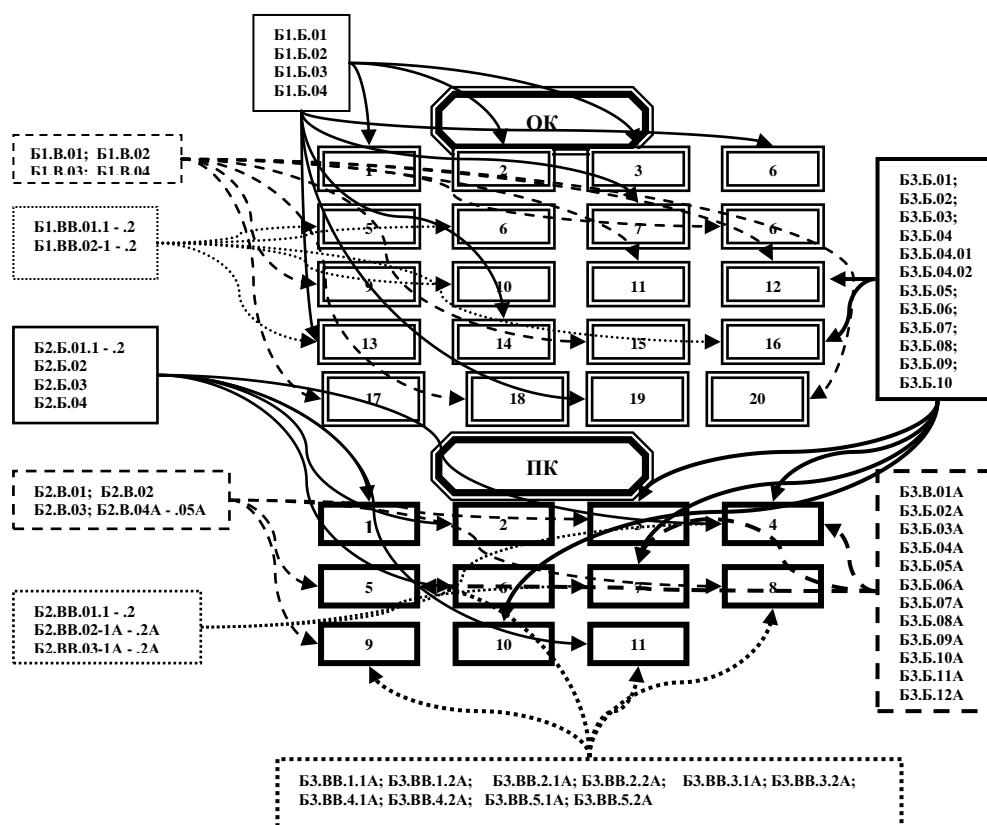 Б1.Б.01
Б1.Б.02
Б1.Б.03
Б1.Б.04
ОК
Б1.В.01; Б1.В.02
Б1.В.03; Б1.В.04
1 2 3 6
Б1.ВВ.01.1 - .2
Б1.ВВ.02-1 - .2
5 6 7 6
9 10 11 12
13 14 15 16
17 18 19 20
Б3.Б.01;
Б3.Б.02;
Б3.Б.03;
Б3.Б.04
Б3.Б.04.01
Б3.Б.04.02
Б3.Б.05;
Б3.Б.06;
Б3.Б.07;
Б3.Б.08;
Б3.Б.09;
Б3.Б.10
Б2.Б.01.1 - .2
Б2.Б.02
Б2.Б.03
Б2.Б.04
ПК
Б2.В.01; Б2.В.02
Б2.В.03; Б2.В.04А - .05А
1 2 3 4
5 6 7 8
9 10 11
Б2.ВВ.01.1 - .2
Б2.ВВ.02-1А - .2А
Б2.ВВ.03-1А - .2А
Б3.В.01А
Б3.Б.02А
Б3.Б.03А
Б3.Б.04А
Б3.Б.05А
Б3.Б.06А
Б3.Б.07А
Б3.Б.08А
Б3.Б.09А
Б3.Б.10А
Б3.Б.11А
Б3.Б.12А
Б3.ВВ.1.1А; Б3.ВВ.1.2А; Б3.ВВ.2.1А; Б3.ВВ.2.2А; Б3.ВВ.3.1А; Б3.ВВ.3.2А;
Б3.ВВ.4.1А; Б3.ВВ.4.2А; Б3.ВВ.5.1А; Б3.ВВ.5.2А